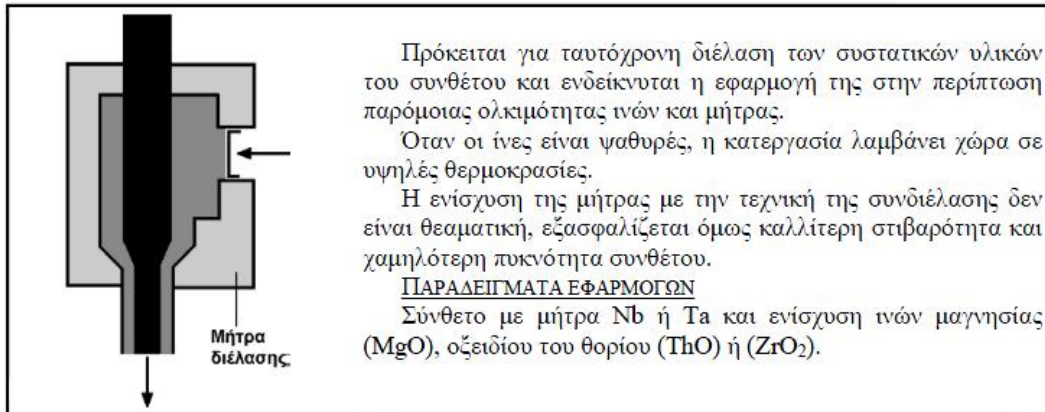 Πρόκειται για ταυτόχρονη διέλαση των συστατικών υλικών
του συνθέτου και ενδείκνυται η εφαρμογή της στην περίπτωση
παρόμοιας ολκιμότητας ινών και μήτρας.
Όταν οι ίνες είναι ψαθυρές, η κατεργασία λαμβάνει χώρα σε
υψηλές θερμοκρασίες.
Η ενίσχυση της μήτρας με την τεχνική της συνδιέλασης δεν
είναι θεαματική, εξασφαλίζεται όμως καλλίτερη στιβαρότητα και
χαμηλότερη πυκνότητα συνθέτου.
ΠΑΡΑΔΕΙΓΜΑΤΑ ΕΦΑΡΜΟΓΩΝ
Σύνθετο με μήτρα Nb ή Ta και ενίσχυση ινών μαγνησίας
(MgO), οξειδίου του θορίου (ThO) ή (ZrO₂).
Μήτρα
διέλασης;